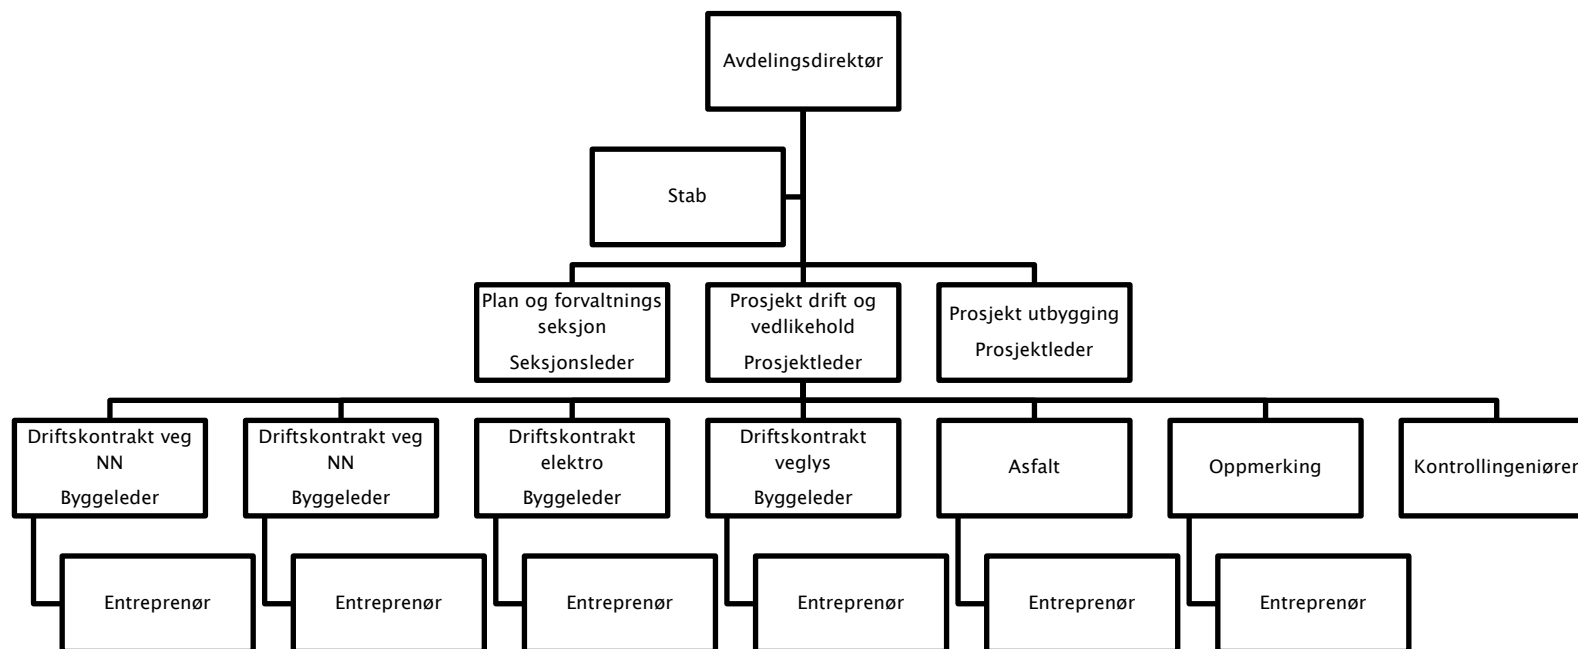 Avdelingsdirektør
Stab
Plan og forvaltnings
seksjon
Seksjonsleder
Prosjekt drift og
vedlikehold
Prosjektleder
Prosjekt utbygging
Prosjektleder
Driftskontrakt veg
NN
Byggeleder
Driftskontrakt veg
NN
Byggeleder
Driftskontrakt
elektro
Byggeleder
Driftskontrakt
veglys
Byggeleder
Asfalt
Oppmerking
Kontrollingeniører
Entreprenør
Entreprenør
Entreprenør
Entreprenør
Entreprenør
Entreprenør